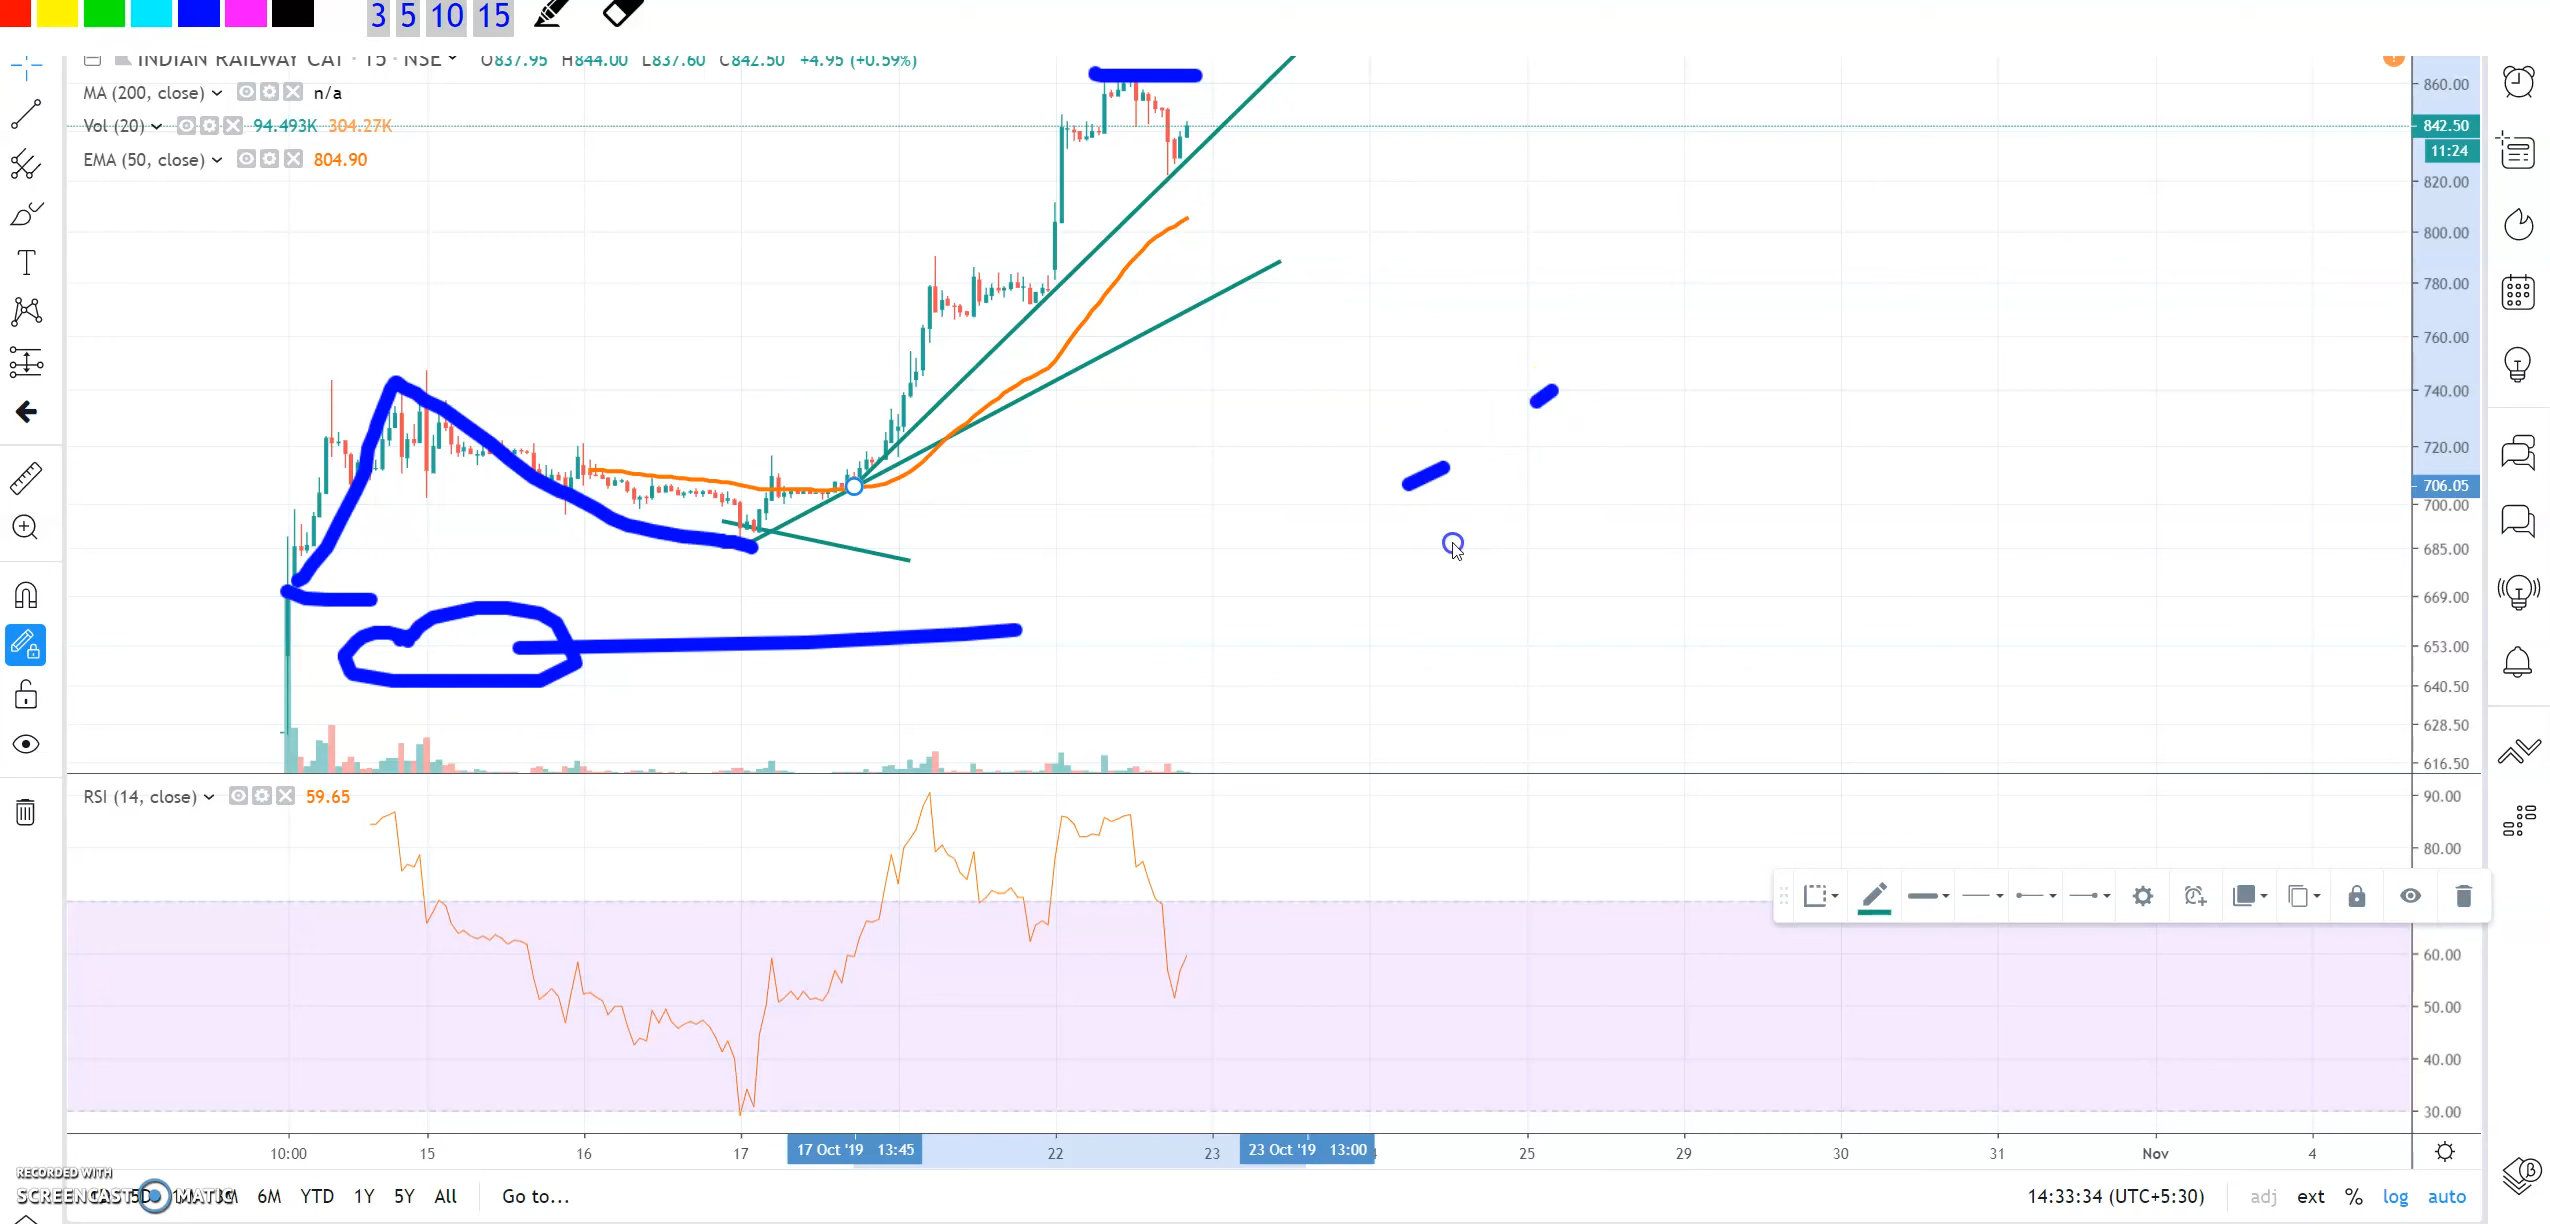 3 5 10 15
INDIAN RAILWAY CAT · 15 · NSE O837.95 H844.00 L837.60 C842.50 +4.95 (+0.59%)
MA (200, close) n/a
Vol (20) 94.493K 304.27K
EMA (50, close) 804.90
860.00
842.50
11:24
820.00
800.00
780.00
760.00
740.00
720.00
706.05
700.00
685.00
669.00
653.00
640.50
628.50
616.50
RSI (14, close) 59.65
90.00
80.00
60.00
50.00
40.00
30.00
10:00 15 16 17 17 Oct '19 13:45 22 23 23 Oct '19 13:00 25 29 30 31 Nov 4
RECORDED WITH
SCREENCAST MATIC
5D 6M YTD 1Y 5Y All Go to... 14:33:34 (UTC+5:30) adj ext % log auto